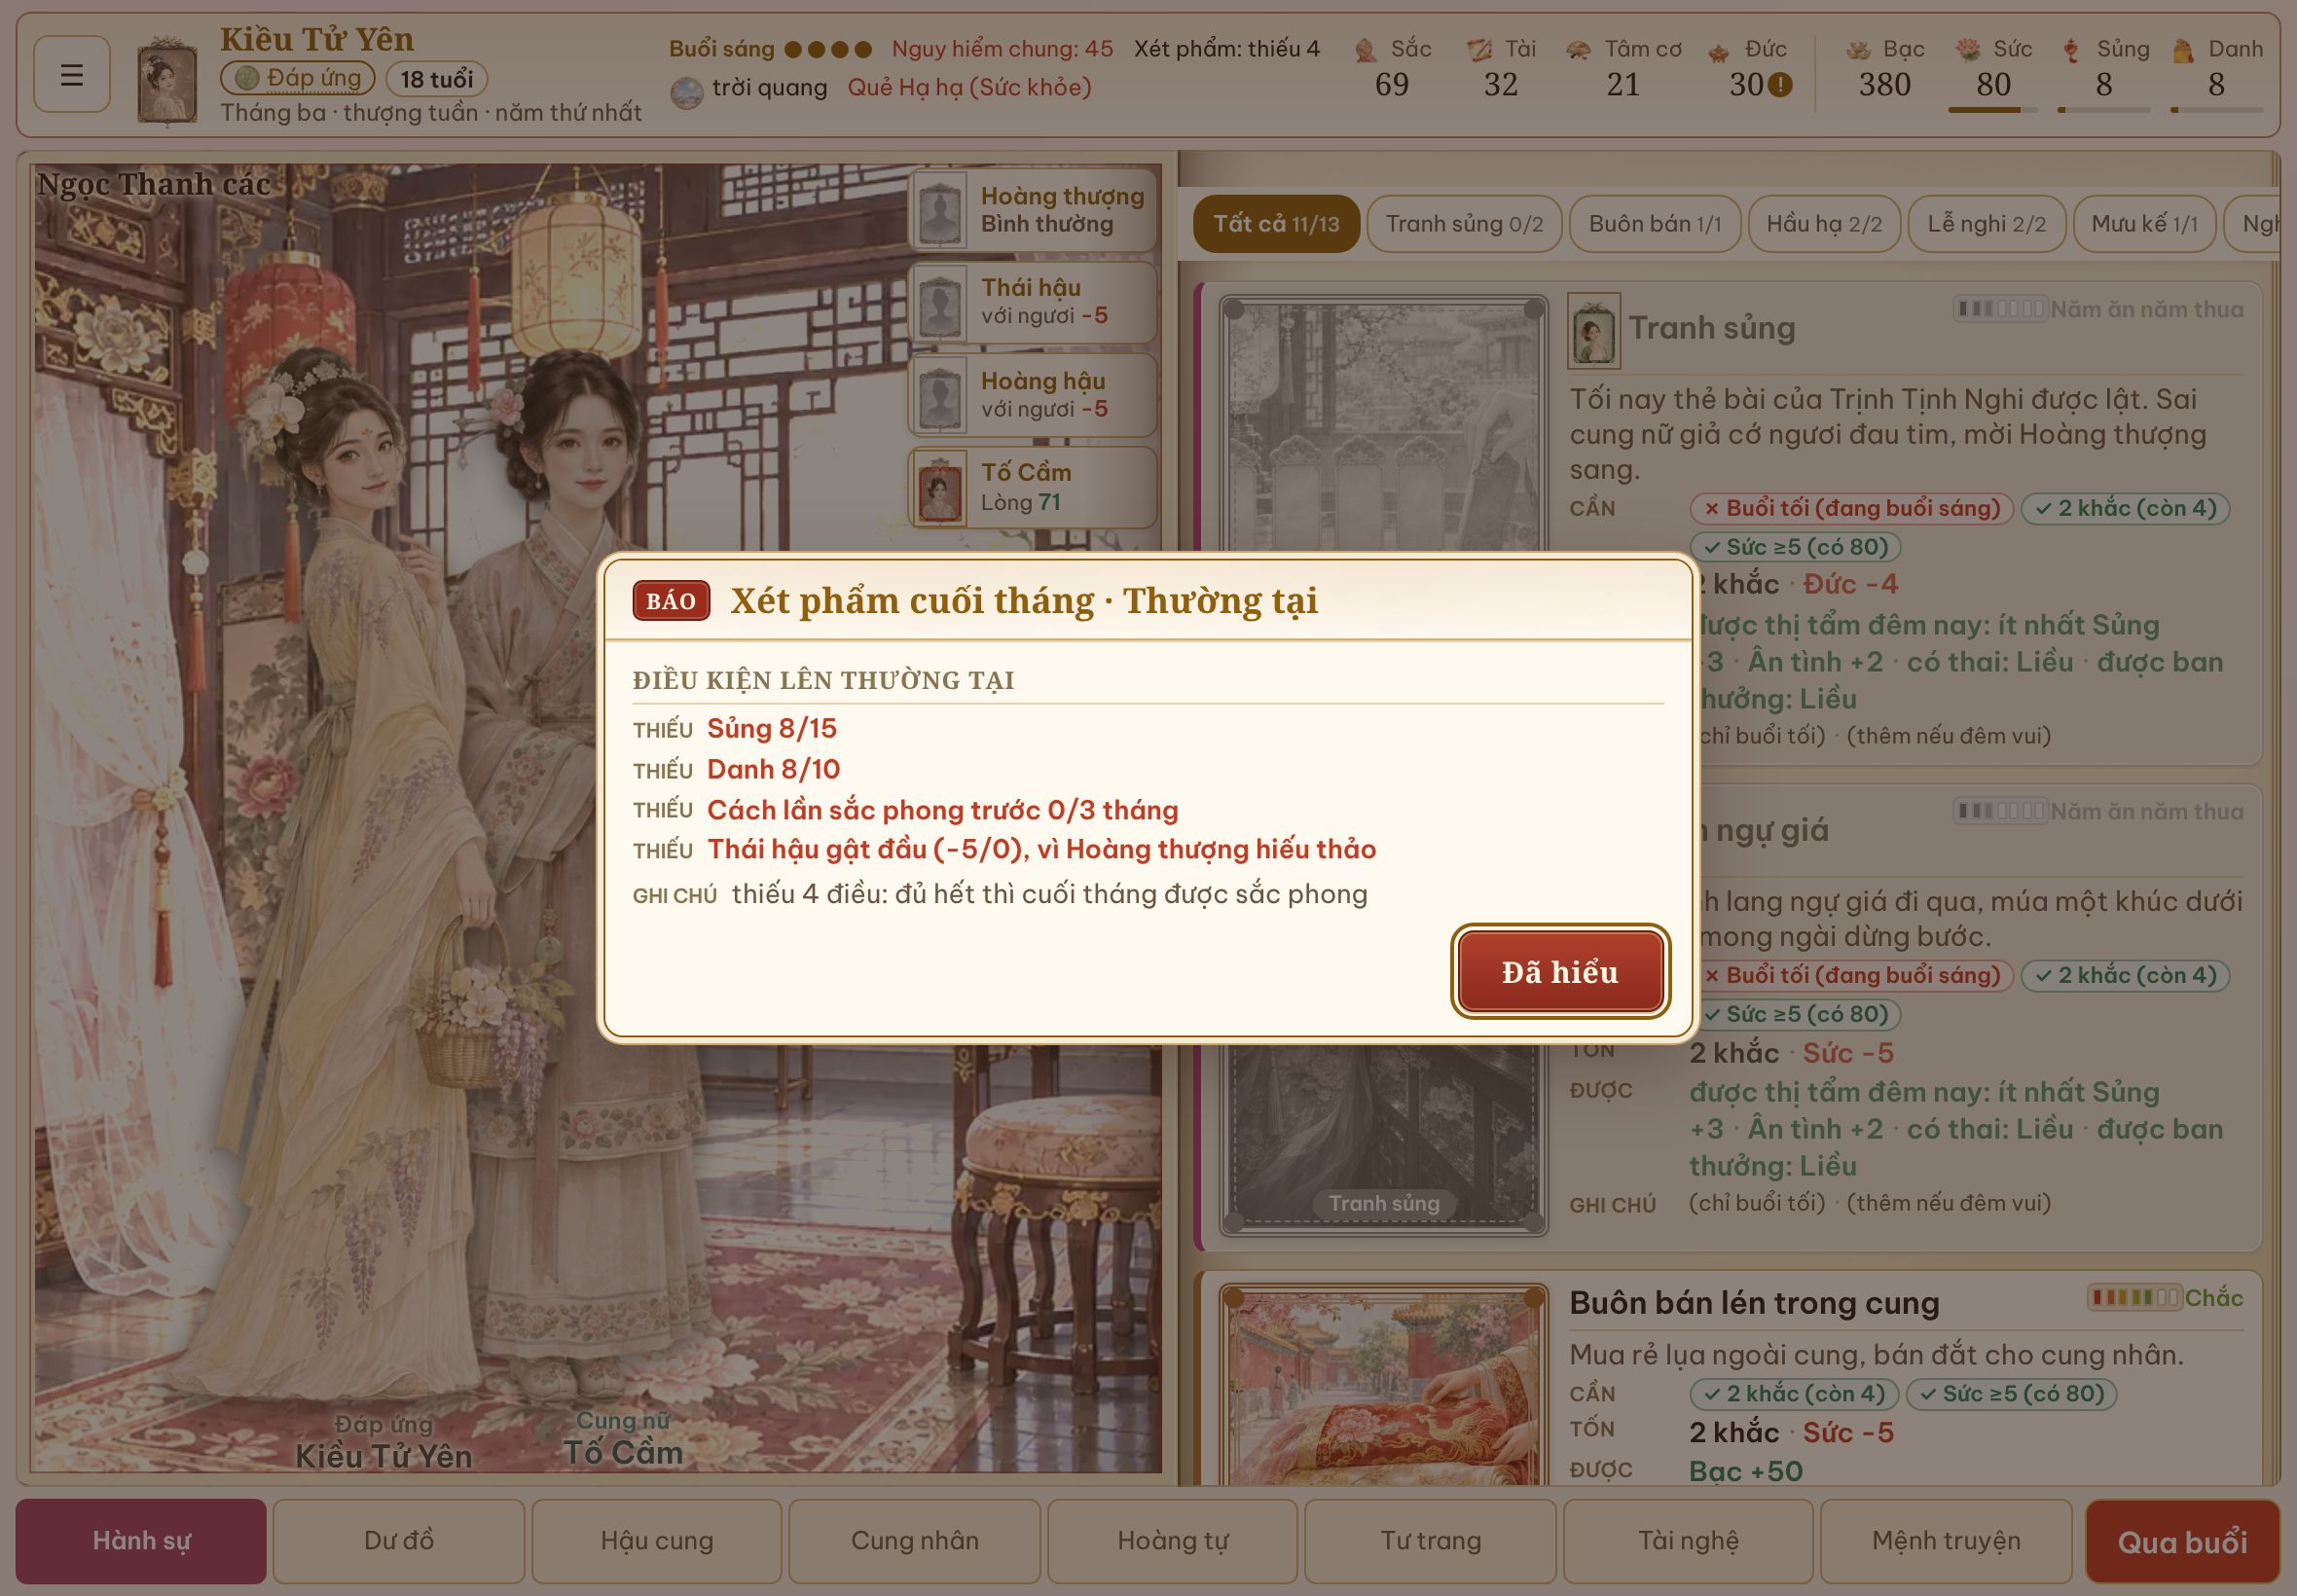 ☰
Kiều Tử Yên
Đáp ứng
18 tuổi
Tháng ba · thượng tuần · năm thứ nhất
Buổi sáng
Nguy hiểm chung: 45
Xét phẩm: thiếu 4
trời quang
Quẻ Hạ hạ (Sức khỏe)
Sắc
69
Tài
32
Tâm cơ
21
Đức
30 !
Bạc
380
Sức
80
Sủng
8
Danh
8
Ngọc Thanh các
Hoàng thượng
Bình thường
Thái hậu
với ngươi -5
Hoàng hậu
với ngươi -5
Tố Cầm
Lòng 71
Đáp ứng
Kiều Tử Yên
Cung nữ
Tố Cầm
Tất cả 11/13
Tranh sủng 0/2
Buôn bán 1/1
Hầu hạ 2/2
Lễ nghi 2/2
Mưu kế 1/1
Ngh
Tranh sủng
Năm ăn năm thua
Tối nay thẻ bài của Trịnh Tịnh Nghi được lật. Sai
cung nữ giả cớ ngươi đau tim, mời Hoàng thượng
sang.
CẦN
× Buổi tối (đang buổi sáng)
✓ 2 khắc (còn 4)
✓ Sức ≥5 (có 80)
2 khắc · Đức -4
được thị tẩm đêm nay: ít nhất Sủng
+3 · Ân tình +2 · có thai: Liều · được ban
thưởng: Liều
(chỉ buổi tối) · (thêm nếu đêm vui)
BÁO
Xét phẩm cuối tháng · Thường tại
ĐIỀU KIỆN LÊN THƯỜNG TẠI
THIẾU Sủng 8/15
THIẾU Danh 8/10
THIẾU Cách lần sắc phong trước 0/3 tháng
THIẾU Thái hậu gật đầu (-5/0), vì Hoàng thượng hiếu thảo
GHI CHÚ thiếu 4 điều: đủ hết thì cuối tháng được sắc phong
Đã hiểu
ngự giá
Năm ăn năm thua
lang ngự giá đi qua, múa một khúc dưới
mong ngài dừng bước.
× Buổi tối (đang buổi sáng)
✓ 2 khắc (còn 4)
✓ Sức ≥5 (có 80)
TỐN
2 khắc · Sức -5
ĐƯỢC
được thị tẩm đêm nay: ít nhất Sủng
+3 · Ân tình +2 · có thai: Liều · được ban
thưởng: Liều
GHI CHÚ
(chỉ buổi tối) · (thêm nếu đêm vui)
Tranh sủng
Buôn bán lén trong cung
Chắc
Mua rẻ lụa ngoài cung, bán đắt cho cung nhân.
CẦN
✓ 2 khắc (còn 4)
✓ Sức ≥5 (có 80)
TỐN
2 khắc · Sức -5
ĐƯỢC
Bạc +50
Hành sự
Dư đồ
Hậu cung
Cung nhân
Hoàng tự
Tư trang
Tài nghệ
Mệnh truyện
Qua buổi